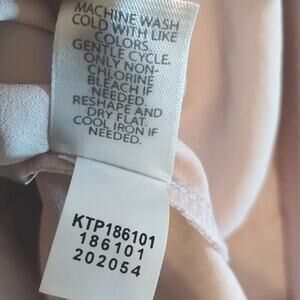 MACHINE WASH
COLD WITH LIKE
COLORS.
GENTLE CYCLE.
ONLY NON-
CHLORINE
BLEACH IF
NEEDED.
RESHAPE AND
DRY FLAT.
COOL IRON IF
NEEDED.
KTP186101
186101
202054